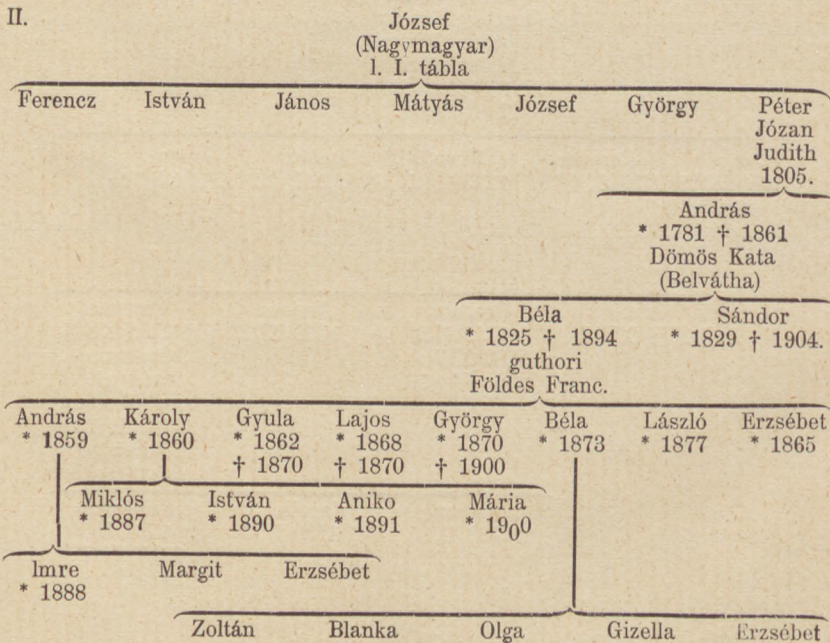 II.
József
(Nagymagyar)
l. I. tábla
Ferencz István János Mátyás József György Péter
Józan
Judith
1805.
András
* 1781 † 1861
Dömös Kata
(Belvátha)
Béla Sándor
* 1825 † 1894 * 1829 † 1904.
guthori
Földes Franc.
András Károly Gyula Lajos György Béla László Erzsébet
* 1859 * 1860 * 1862 * 1868 * 1870 * 1873 * 1877 * 1865
† 1870 † 1870 † 1900
Miklós István Aniko Mária
* 1887 * 1890 * 1891 * 1900
Imre Margit Erzsébet
* 1888
Zoltán Blanka Olga Gizella Erzsébet